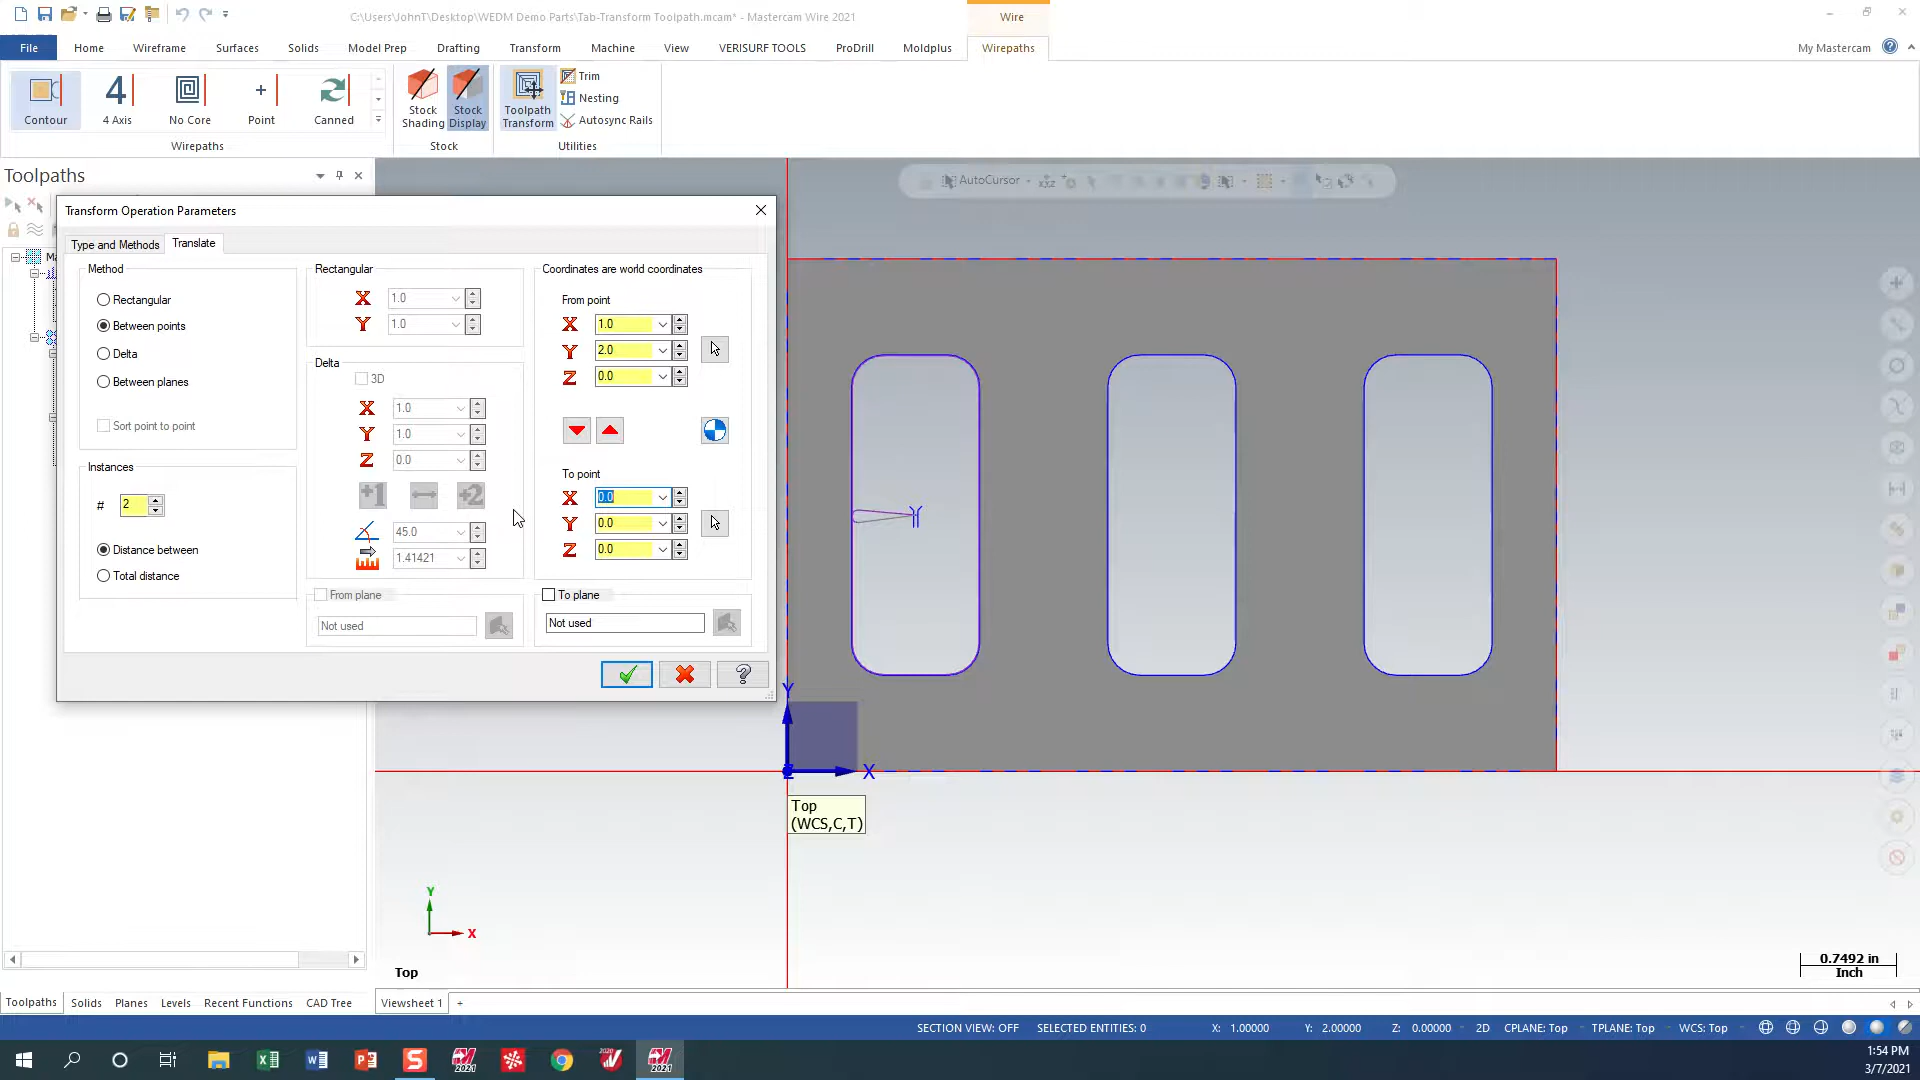 C:\Users\JohnT\Desktop\WEDM Demo Parts\Tab-Transform Toolpath.mcam* - Mastercam Wire 2021
Wire
File
Home
Wireframe
Surfaces
Solids
Model Prep
Drafting
Transform
Machine
View
VERISURF TOOLS
ProDrill
Moldplus
Wirepaths
My Mastercam
Contour
4 Axis
No Core
Point
Canned
Stock Shading
Stock Display
Toolpath Transform
Trim
Nesting
Autosync Rails
Wirepaths
Stock
Utilities
Toolpaths
AutoCursor
Transform Operation Parameters
Type and Methods
Translate
Method
Rectangular
Between points
Delta
Between planes
Sort point to point
Instances
# 2
Distance between
Total distance
Rectangular
X 1.0
Y 1.0
Delta
3D
X 1.0
Y 1.0
Z 0.0
+1
+2
45.0
1.41421
From plane
Not used
Coordinates are world coordinates
From point
X 1.0
Y 2.0
Z 0.0
To point
X 0.0
Y 0.0
Z 0.0
To plane
Not used
Y
Z
X
Top
(WCS,C,T)
Y
X
Top
0.7492 in
Inch
Toolpaths
Solids
Planes
Levels
Recent Functions
CAD Tree
Viewsheet 1
+
SECTION VIEW: OFF
SELECTED ENTITIES: 0
X: 1.00000
Y: 2.00000
Z: 0.00000
2D
CPLANE: Top
TPLANE: Top
WCS: Top
1:54 PM
3/7/2021